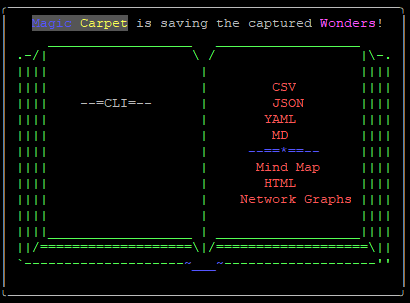 Magic Carpet is saving the captured Wonders!
CSV
--=CLI=-- JSON
YAML
MD
--==*==--
Mind Map
HTML
Network Graphs